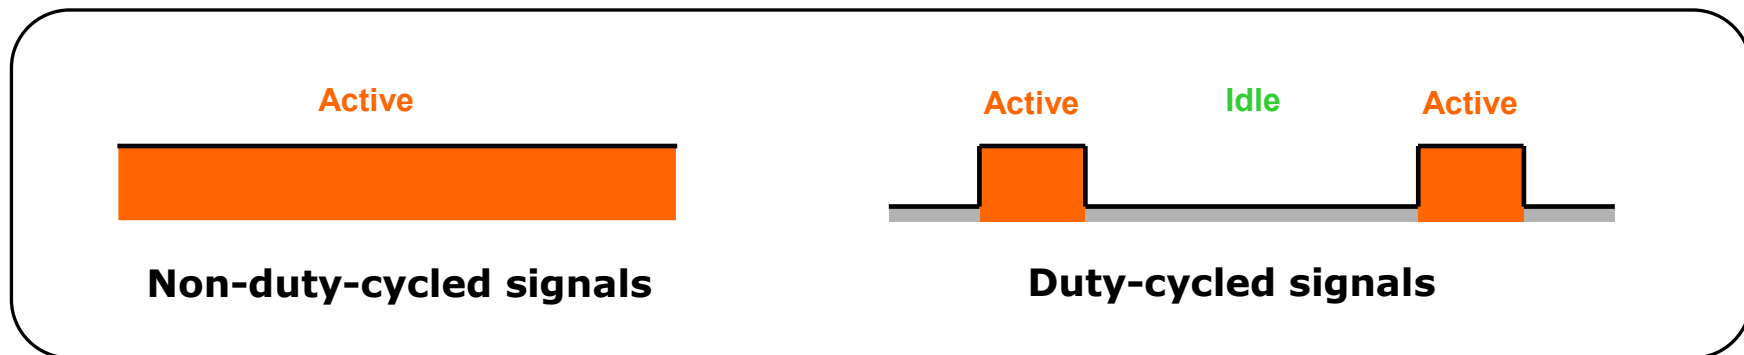 Active
Non-duty-cycled signals
Active Idle Active
Duty-cycled signals